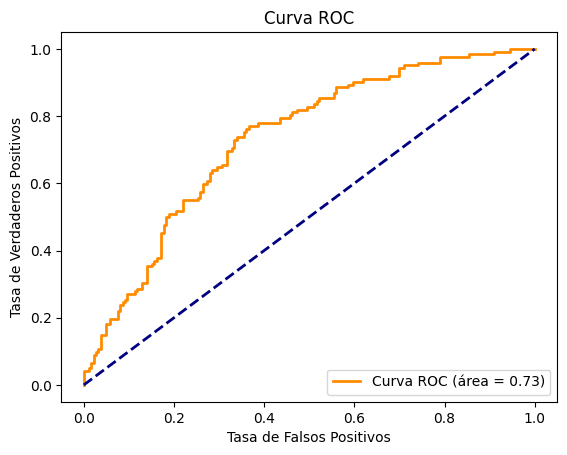 Curva ROC
1.0
0.8
0.6
0.4
0.2
0.0
Tasa de Verdaderos Positivos
Curva ROC (área = 0.73)
0.0 0.2 0.4 0.6 0.8 1.0
Tasa de Falsos Positivos